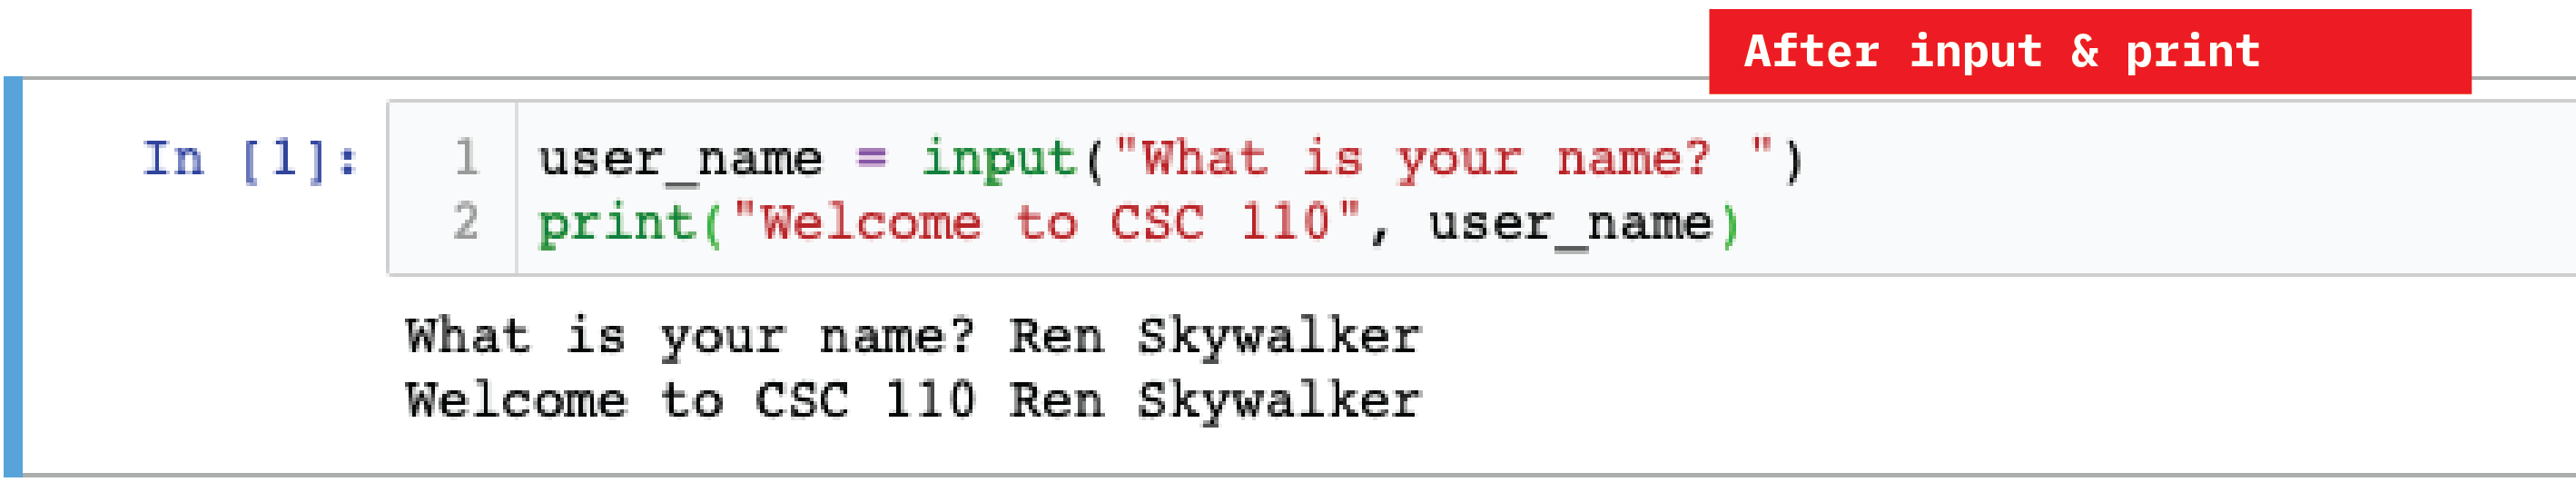 After input & print
In [1]:
1 user_name = input("What is your name? ")
2 print("Welcome to CSC 110", user_name)
What is your name? Ren Skywalker
Welcome to CSC 110 Ren Skywalker